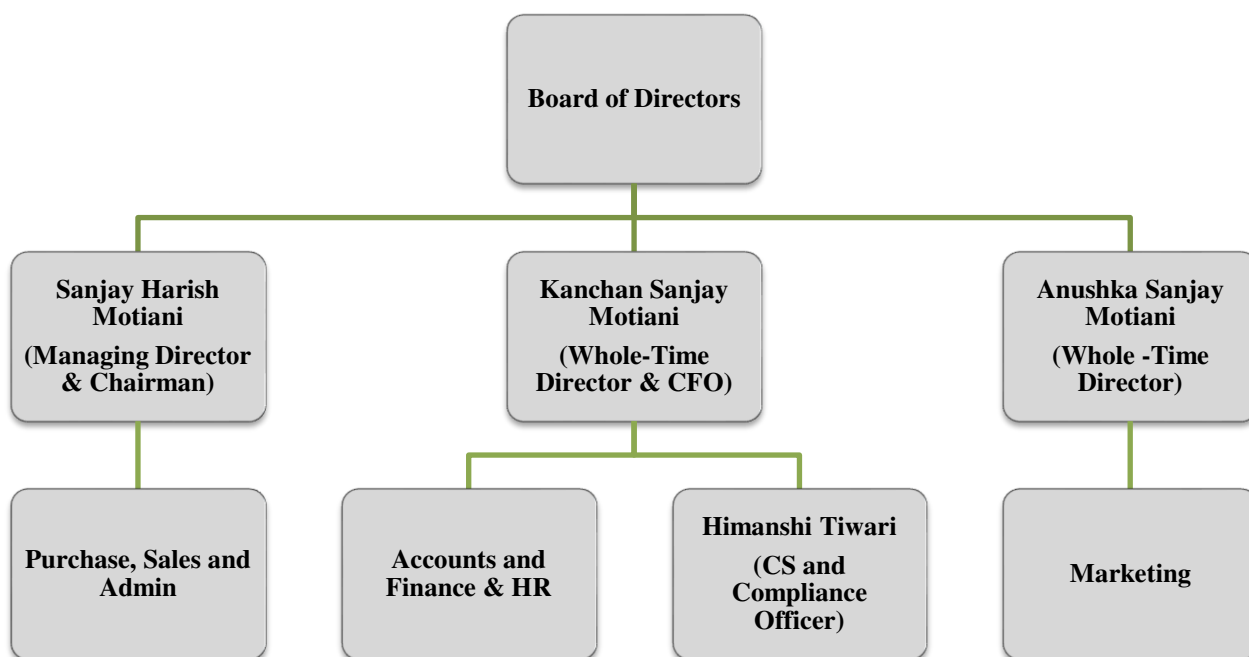 Board of Directors
Sanjay Harish
Motiani
(Managing Director
& Chairman)
Kanchan Sanjay
Motiani
(Whole-Time
Director & CFO)
Anushka Sanjay
Motiani
(Whole -Time
Director)
Purchase, Sales and
Admin
Accounts and
Finance & HR
Himanshi Tiwari
(CS and
Compliance
Officer)
Marketing